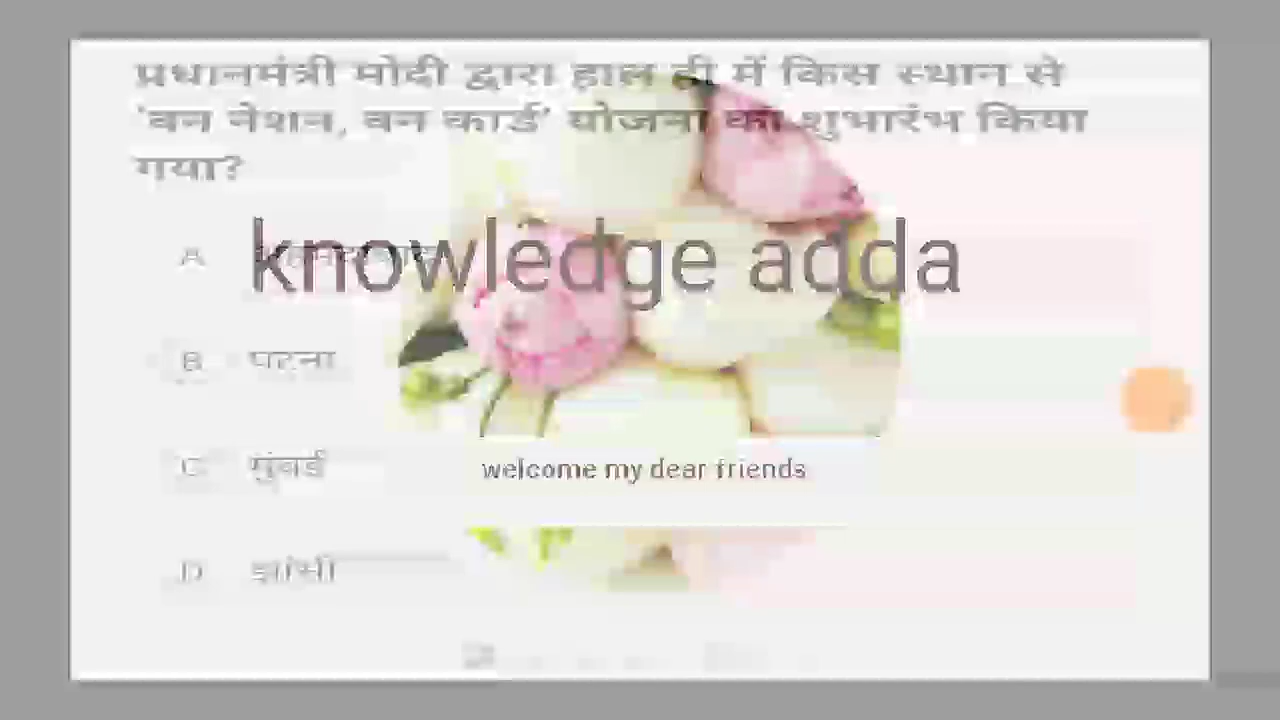 प्रधानमंत्री मोदी द्वारा हाल ही में किस स्थान से
'वन नेशन, वन कार्ड' योजना का शुभारंभ किया
गया?
knowledge adda
A
B पटना
C मुंबई
welcome my dear friends
D झांसी